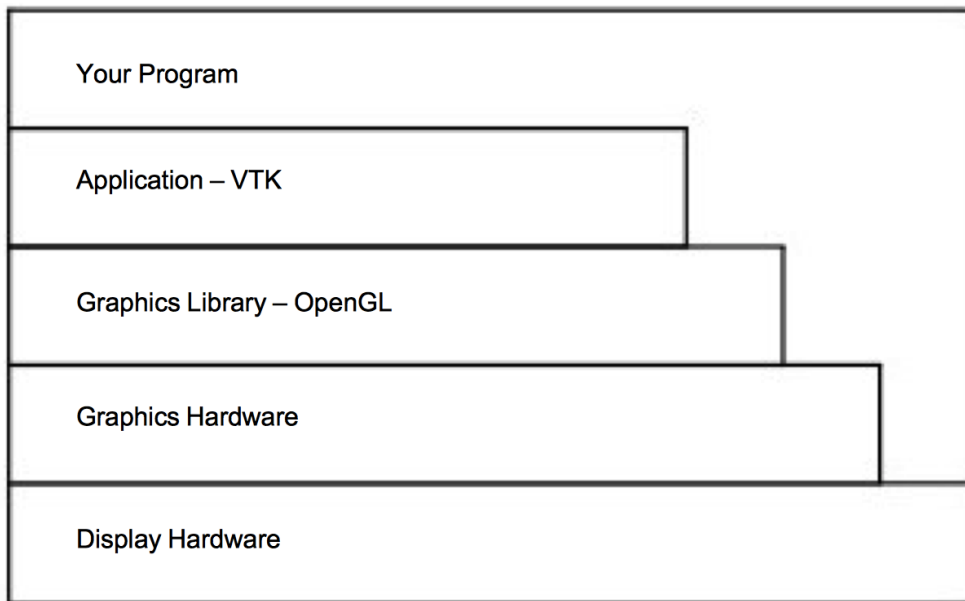 Your Program
Application – VTK
Graphics Library – OpenGL
Graphics Hardware
Display Hardware